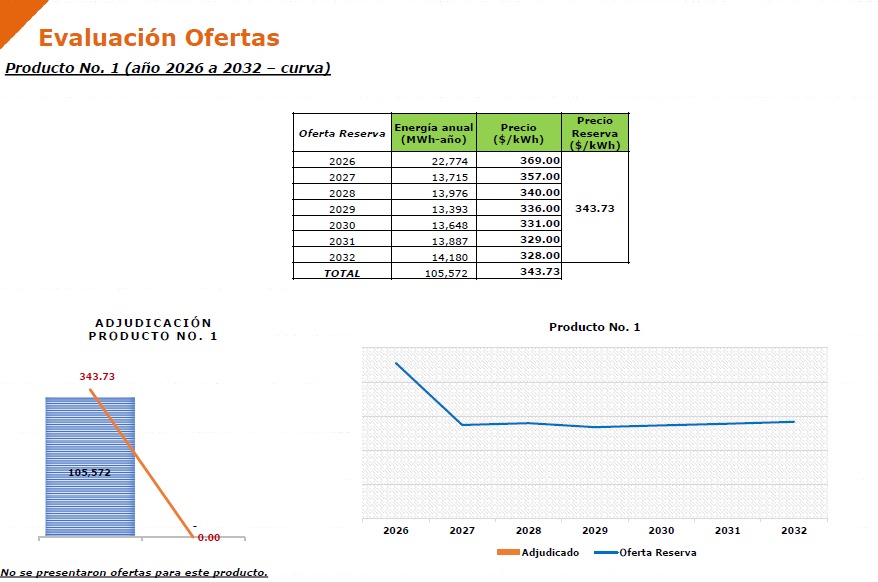 Evaluación Ofertas
Producto No. 1 (año 2026 a 2032 – curva)
Oferta Reserva Energía anual (MWh-año) Precio ($/kWh) Precio Reserva ($/kWh)
2026 22,774 369.00
2027 13,715 357.00
2028 13,976 340.00
2029 13,393 336.00 343.73
2030 13,648 331.00
2031 13,887 329.00
2032 14,180 328.00
TOTAL 105,572 343.73
ADJUDICACIÓN
PRODUCTO NO. 1
343.73
105,572
-
0.00
Producto No. 1
2026 2027 2028 2029 2030 2031 2032
Adjudicado Oferta Reserva
No se presentaron ofertas para este producto.